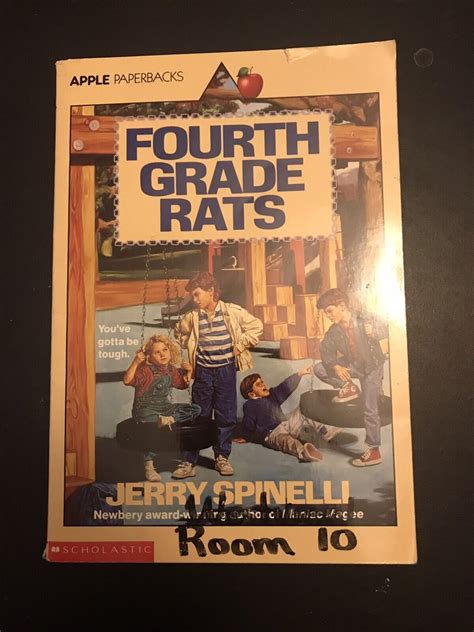 APPLE PAPERBACKS
FOURTH
GRADE
RATS
You've
gotta be
tough.
JERRY SPINELLI
Newbery award-winning author of Maniac Magee
Room 10
SCHOLASTIC